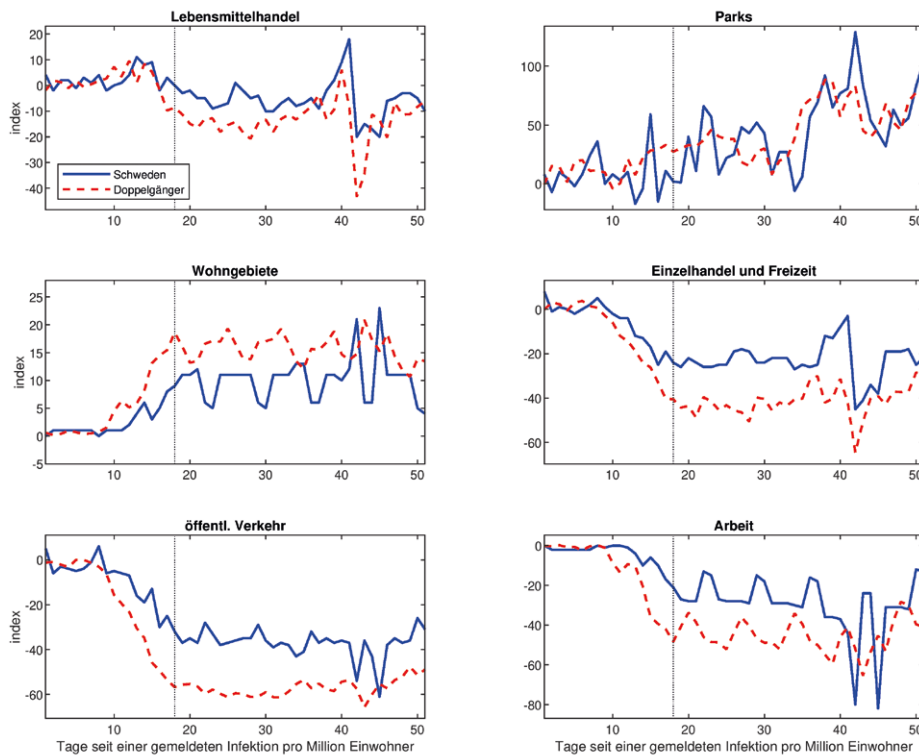 Lebensmittelhandel
20
10
0
-10
-20
-30
-40
index
Schweden
Doppelgänger
10 20 30 40 50
Parks
100
50
0
10 20 30 40 50
Wohngebiete
25
20
15
10
5
0
-5
index
10 20 30 40 50
Einzelhandel und Freizeit
0
-20
-40
-60
10 20 30 40 50
öffentl. Verkehr
0
-20
-40
-60
index
10 20 30 40 50
Tage seit einer gemeldeten Infektion pro Million Einwohner
Arbeit
0
-20
-40
-60
-80
10 20 30 40 50
Tage seit einer gemeldeten Infektion pro Million Einwohner